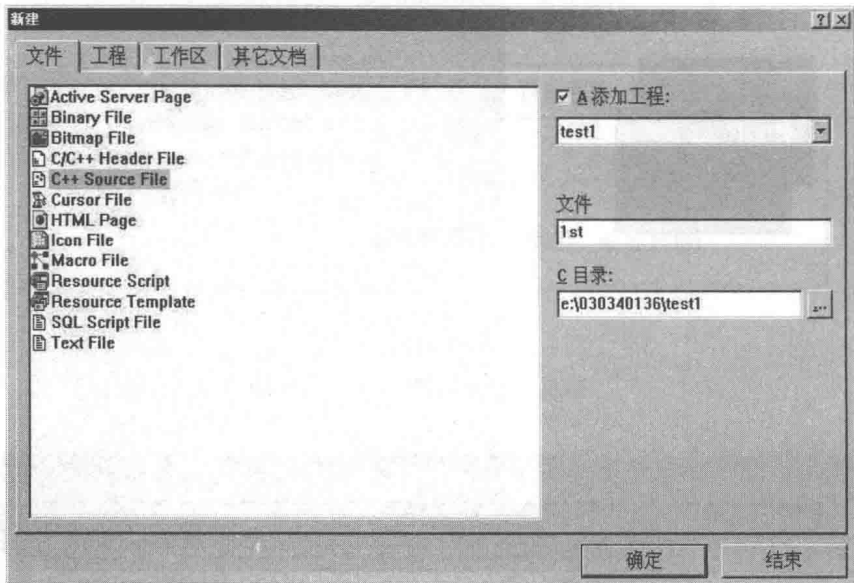 新建
文件 工程 工作区 其它文档
Active Server Page
Binary File
Bitmap File
C/C++ Header File
C++ Source File
Cursor File
HTML Page
Icon File
Macro File
Resource Script
Resource Template
SQL Script File
Text File
A添加工程:
test1
文件
1st
C 目录:
e:\030340136\test1
...
确定 结束